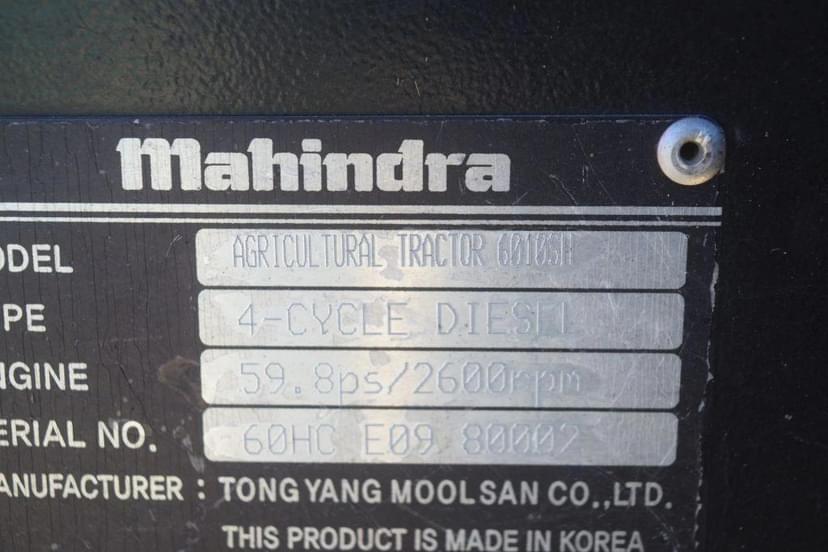 Mahindra
ODEL AGRICULTURAL TRACTOR 6010SH
PE 4-CYCLE DIESEL
NGINE 59.8ps/2600rpm
ERIAL NO. 60HC E09 80002
ANUFACTURER : TONG YANG MOOLSAN CO.,LTD.
THIS PRODUCT IS MADE IN KOREA